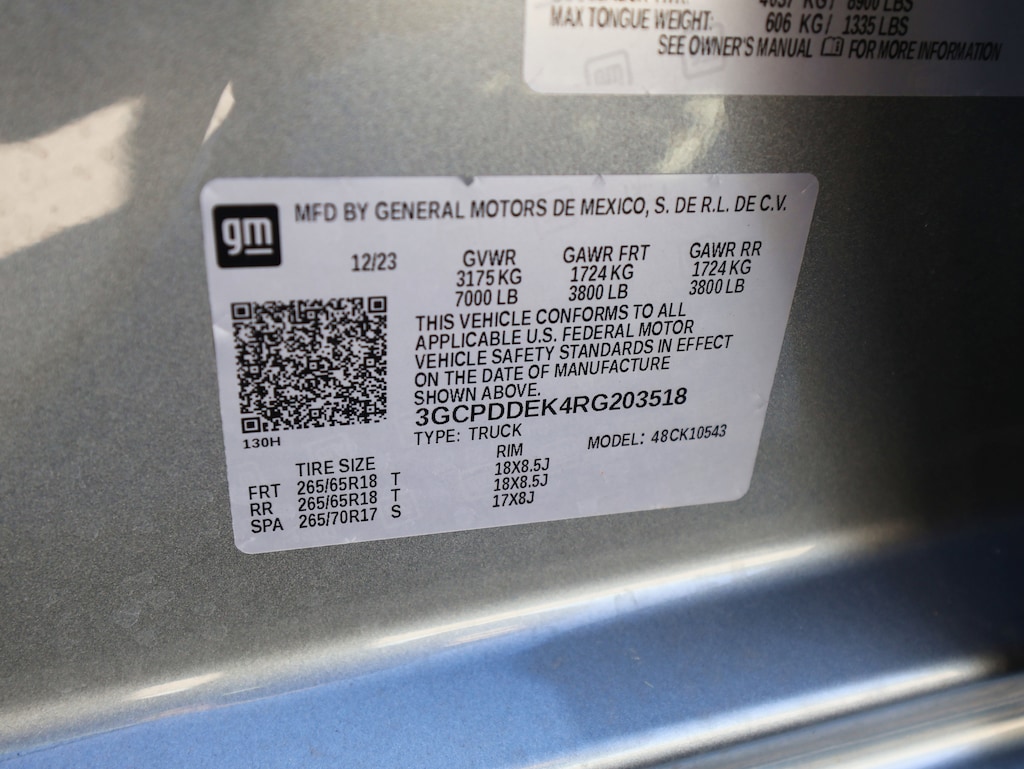 4037 KG/ 8900 LBS
MAX TONGUE WEIGHT: 606 KG/ 1335 LBS
SEE OWNER'S MANUAL FOR MORE INFORMATION
gm
MFD BY GENERAL MOTORS DE MEXICO, S. DE R.L. DE C.V.
12/23 GVWR GAWR FRT GAWR RR
3175 KG 1724 KG 1724 KG
7000 LB 3800 LB 3800 LB
THIS VEHICLE CONFORMS TO ALL
APPLICABLE U.S. FEDERAL MOTOR
VEHICLE SAFETY STANDARDS IN EFFECT
ON THE DATE OF MANUFACTURE
SHOWN ABOVE.
3GCPDDEK4RG203518
130H
TYPE: TRUCK MODEL: 48CK10543
TIRE SIZE RIM
FRT 265/65R18 T 18X8.5J
RR 265/65R18 T 18X8.5J
SPA 265/70R17 S 17X8J